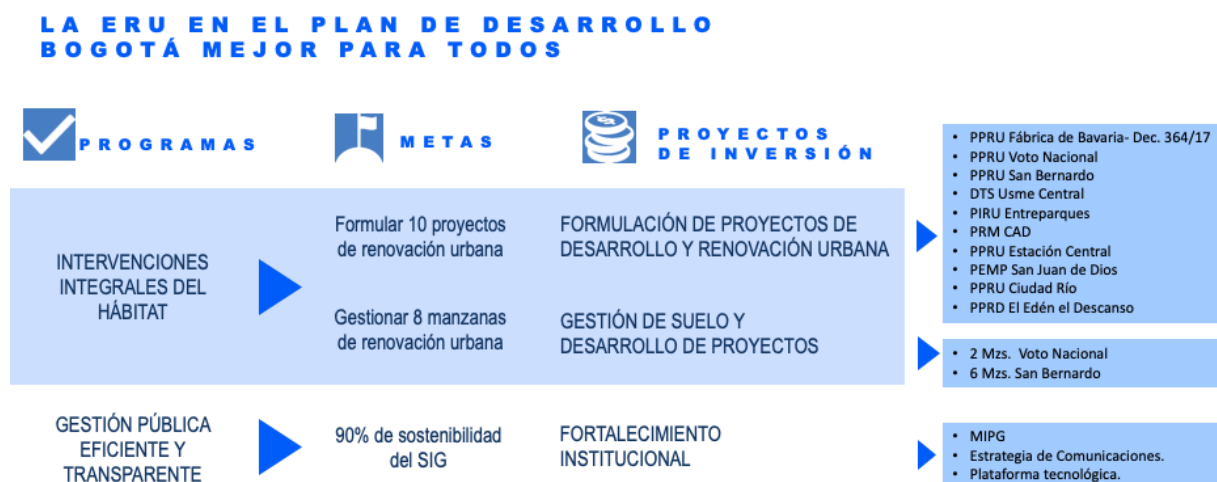 LA ERU EN EL PLAN DE DESARROLLO
BOGOTÁ MEJOR PARA TODOS
PROGRAMAS
METAS
PROYECTOS
DE INVERSIÓN
INTERVENCIONES
INTEGRALES DEL
HÁBITAT
Formular 10 proyectos
de renovación urbana
FORMULACIÓN DE PROYECTOS DE
DESARROLLO Y RENOVACIÓN URBANA
• PPRU Fábrica de Bavaria- Dec. 364/17
• PPRU Voto Nacional
• PPRU San Bernardo
• DTS Usme Central
• PIRU Entreparques
• PRM CAD
• PPRU Estación Central
• PEMP San Juan de Dios
• PPRU Ciudad Río
• PPRD El Edén el Descanso
Gestionar 8 manzanas
de renovación urbana
GESTIÓN DE SUELO Y
DESARROLLO DE PROYECTOS
• 2 Mzs. Voto Nacional
• 6 Mzs. San Bernardo
GESTIÓN PÚBLICA
EFICIENTE Y
TRANSPARENTE
90% de sostenibilidad
del SIG
FORTALECIMIENTO
INSTITUCIONAL
• MIPG
• Estrategia de Comunicaciones.
• Plataforma tecnológica.